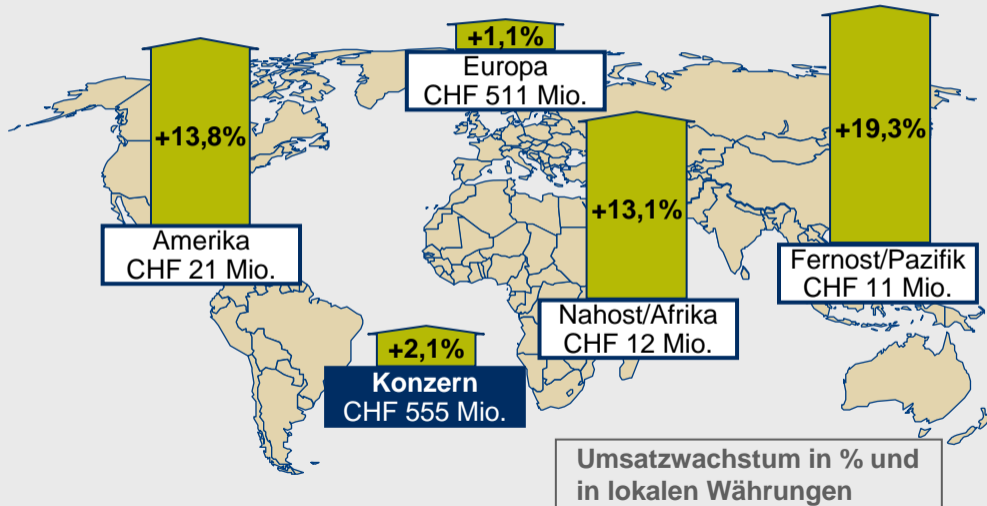 +1,1%
Europa
CHF 511 Mio.
+13,8%
Amerika
CHF 21 Mio.
+19,3%
Fernost/Pazifik
CHF 11 Mio.
+13,1%
Nahost/Afrika
CHF 12 Mio.
+2,1%
Konzern
CHF 555 Mio.
Umsatzwachstum in % und
in lokalen Währungen